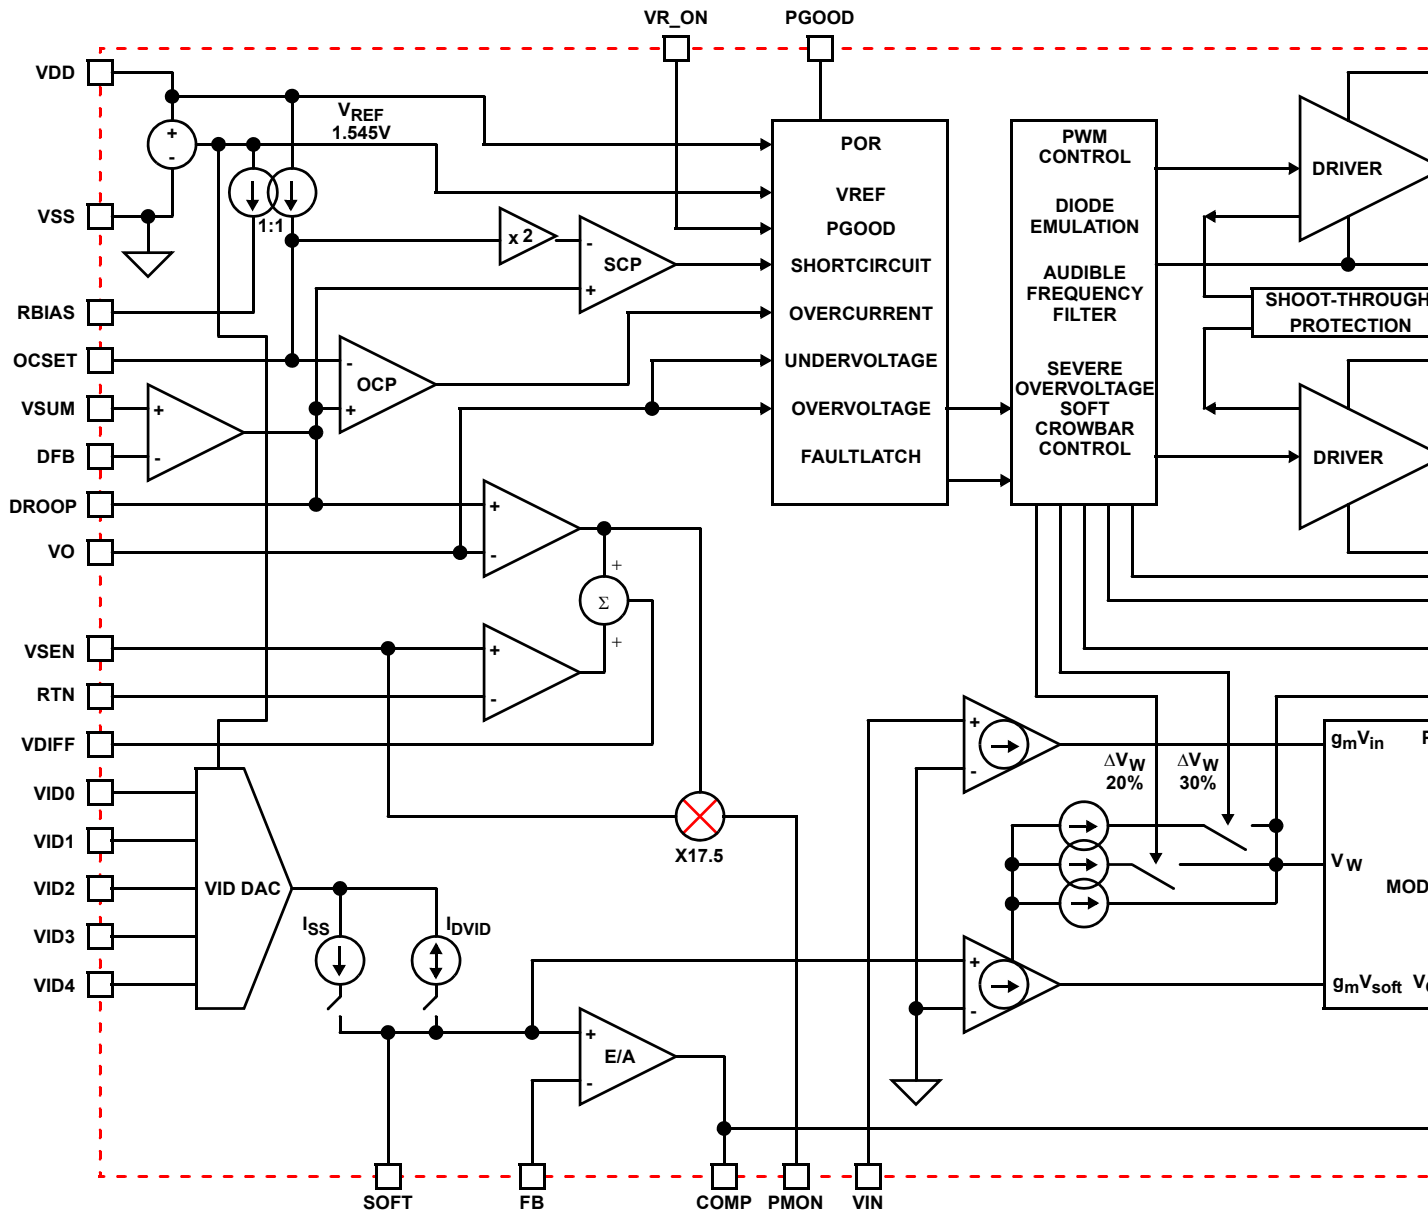 VR_ON
PGOOD
VDD
VREF
1.545V
+
-
VSS
1:1
RBIAS
OCSET
VSUM
DFB
DROOP
VO
VSEN
RTN
VDIFF
VID0
VID1
VID2
VID3
VID4
x 2
-
SCP
+
-
OCP
+
+
-
+
-
+
Σ
+
+
-
POR
VREF
PGOOD
SHORTCIRCUIT
OVERCURRENT
UNDERVOLTAGE
OVERVOLTAGE
FAULTLATCH
PWM
CONTROL
DIODE
EMULATION
AUDIBLE
FREQUENCY
FILTER
SEVERE
OVERVOLTAGE
SOFT
CROWBAR
CONTROL
DRIVER
SHOOT-THROUGH
PROTECTION
DRIVER
X17.5
VID DAC
ISS
IDVID
+
E/A
-
+
-
ΔVW
20%
ΔVW
30%
+
-
gmVin
VW
MOD
gmVsoft
SOFT
FB
COMP
PMON
VIN